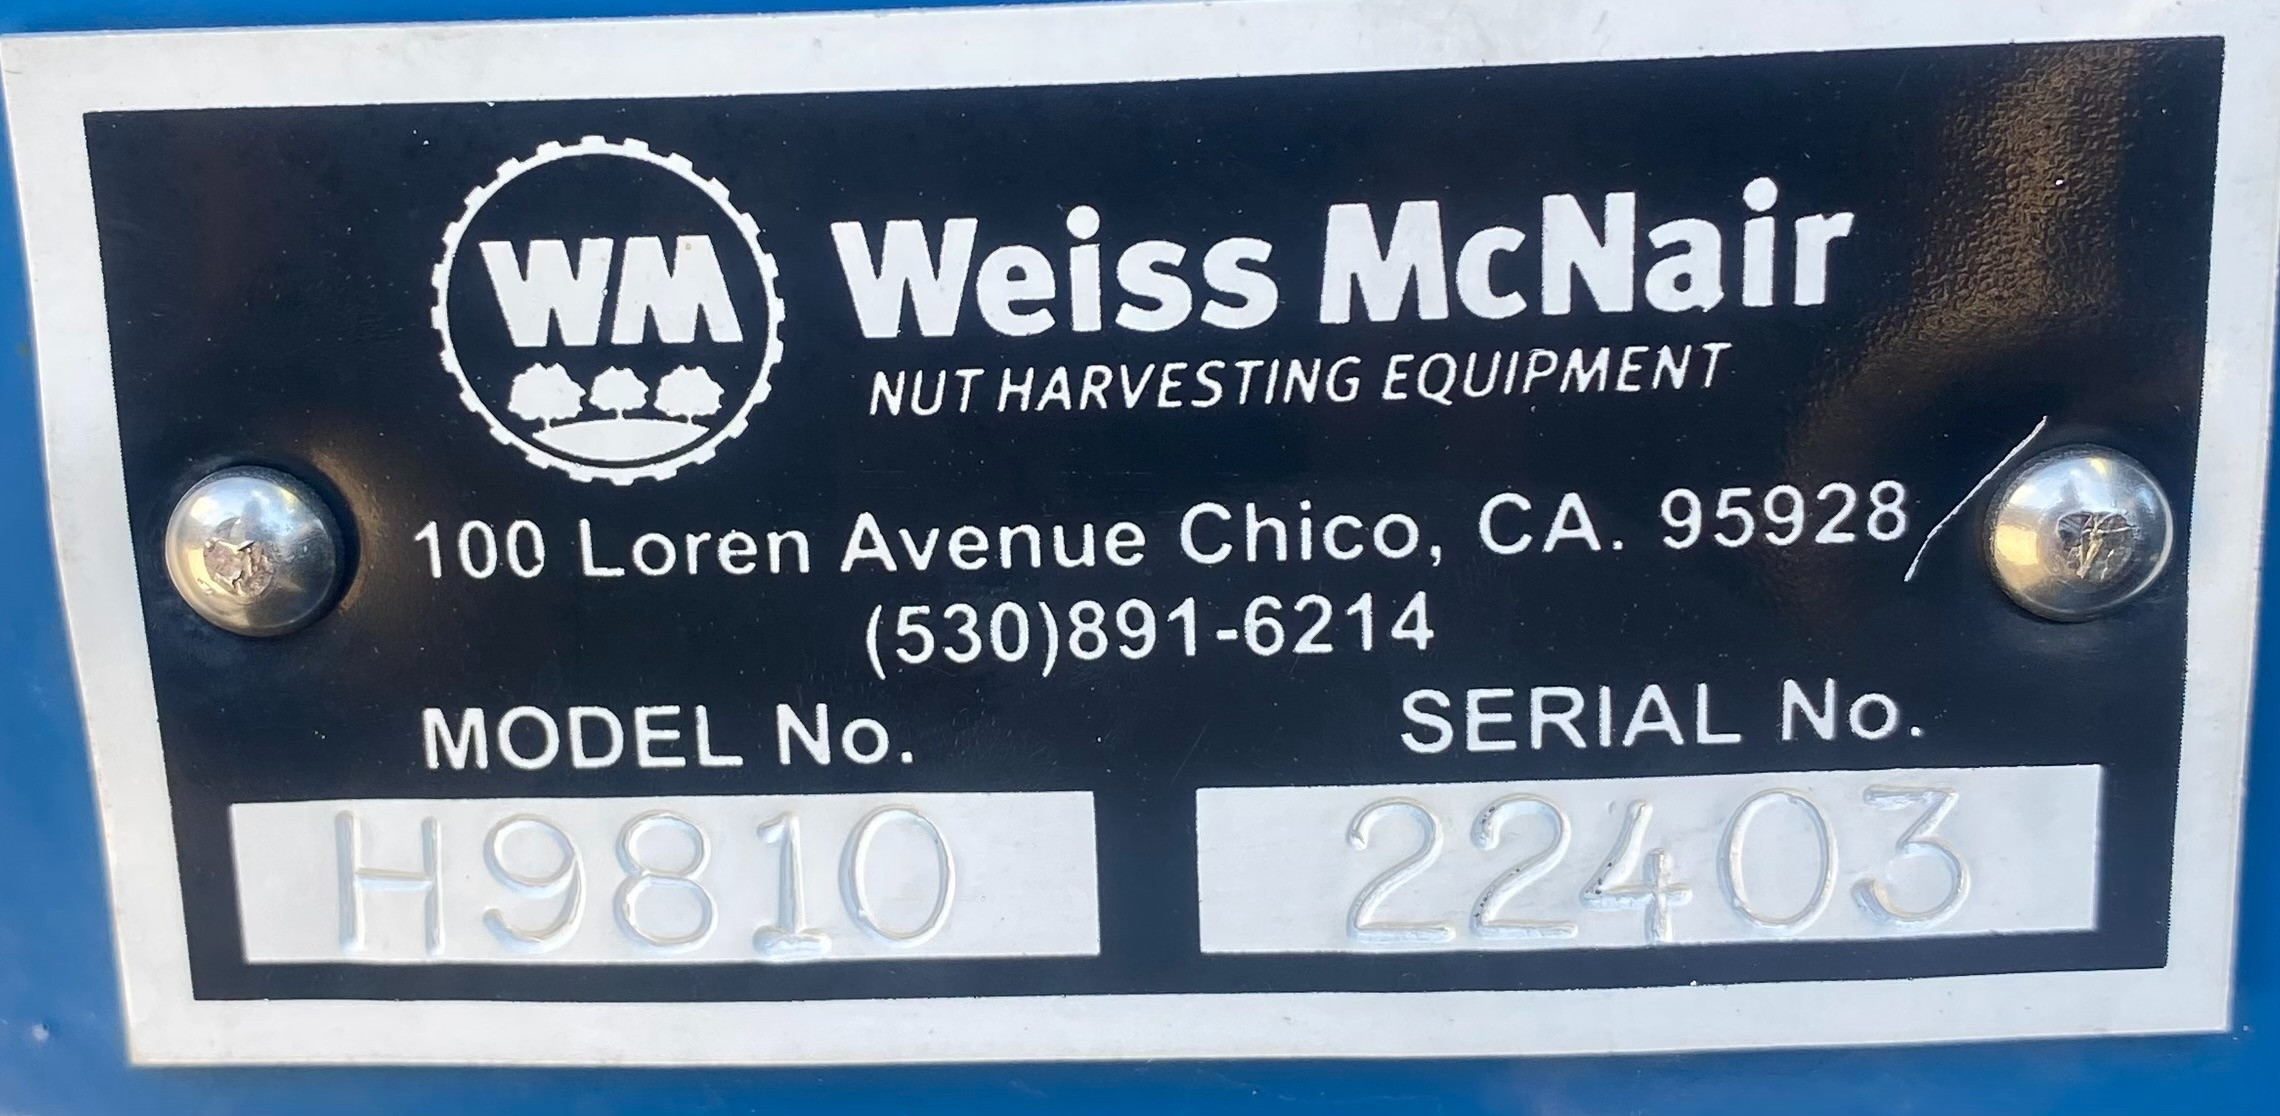 WM
Weiss McNair
NUT HARVESTING EQUIPMENT
100 Loren Avenue Chico, CA. 95928
(530)891-6214
MODEL No. SERIAL No.
H9810 22403